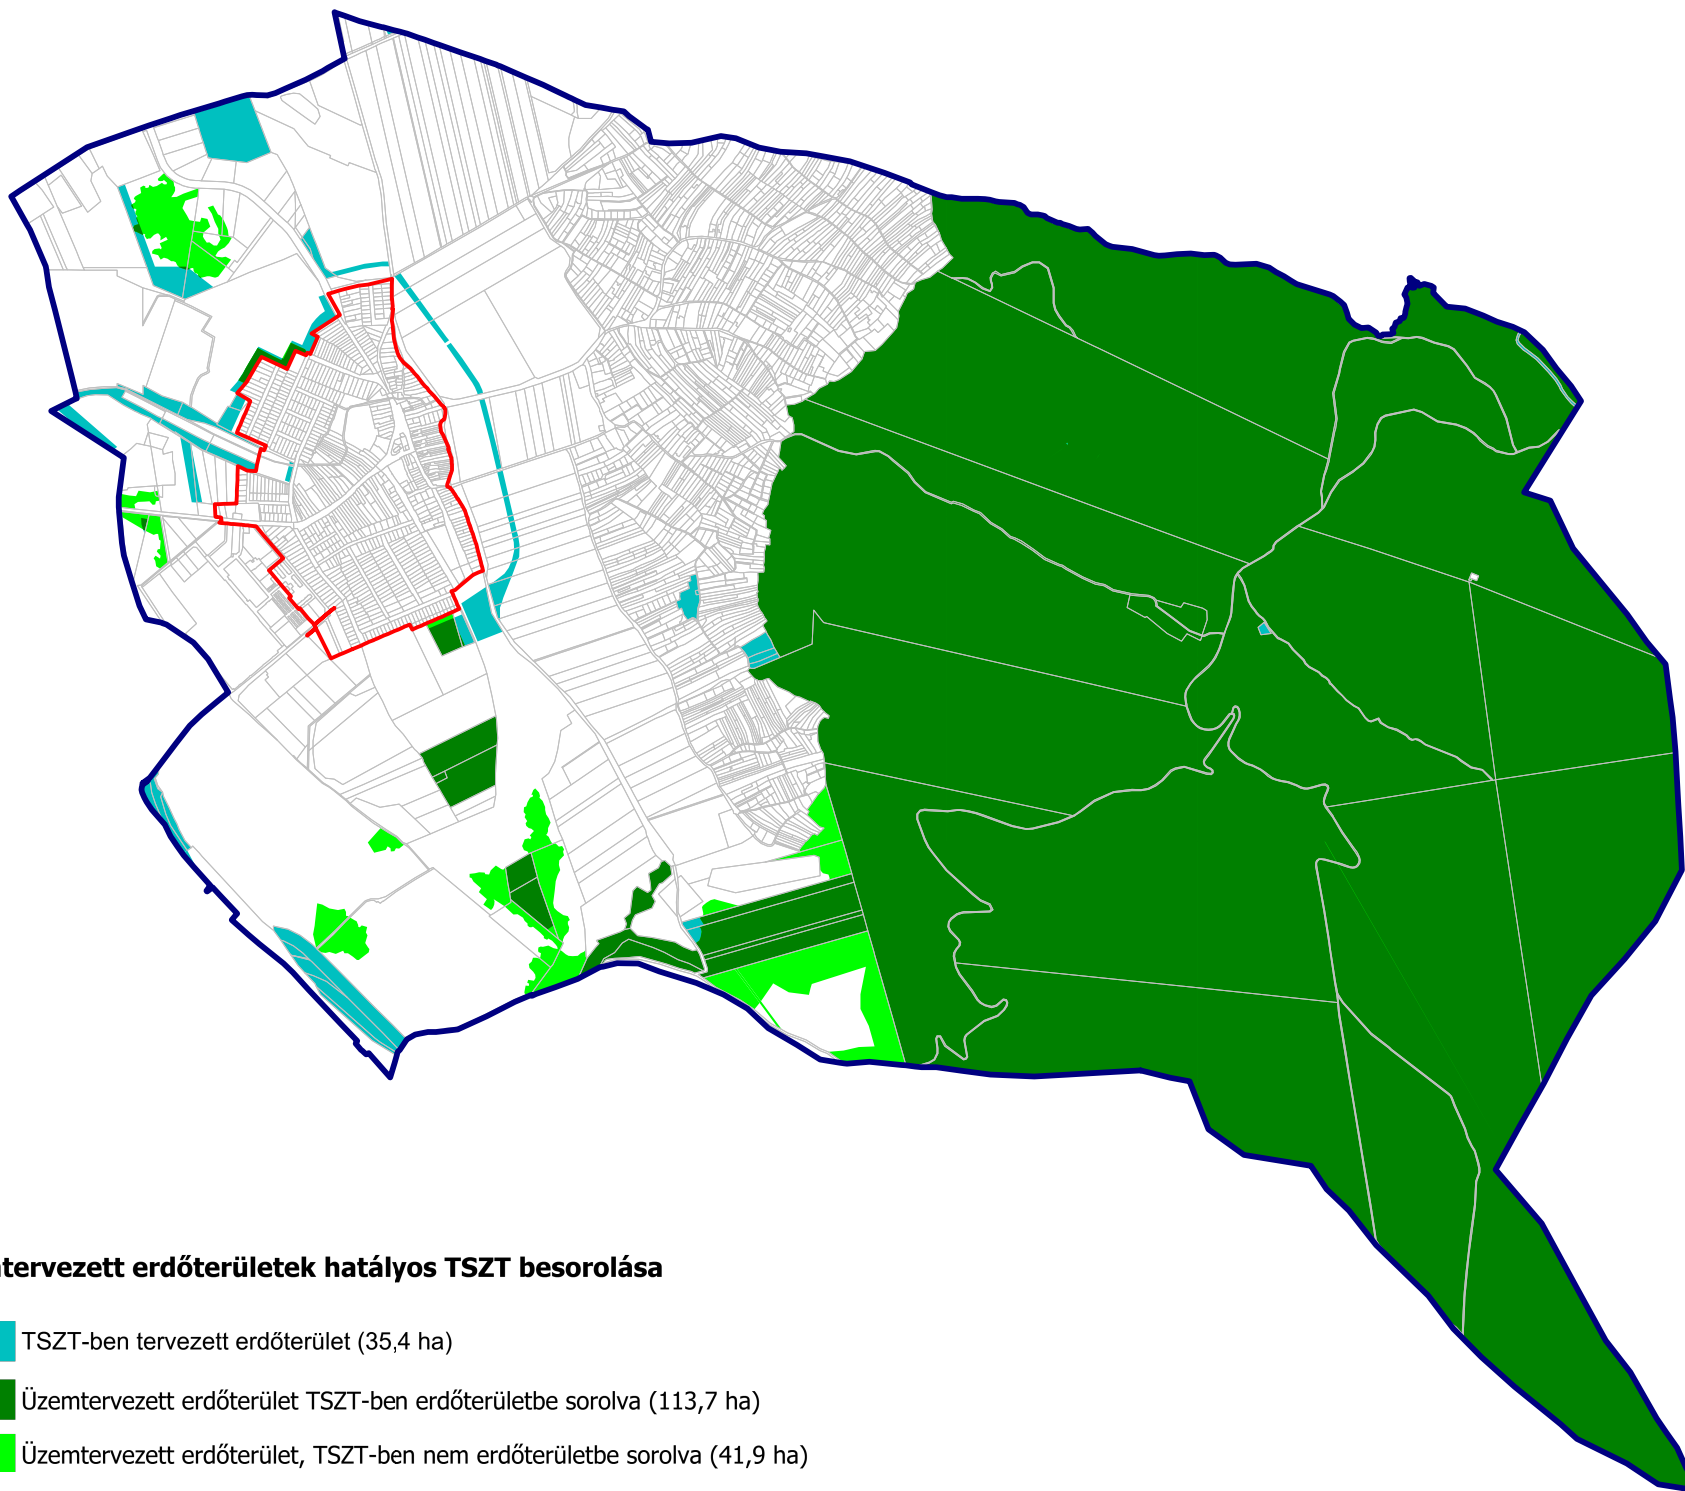 ntervezett erdőterületek hatályos TSZT besorolása
TSZT-ben tervezett erdőterület (35,4 ha)
Üzemtervezett erdőterület TSZT-ben erdőterületbe sorolva (113,7 ha)
Üzemtervezett erdőterület, TSZT-ben nem erdőterületbe sorolva (41,9 ha)